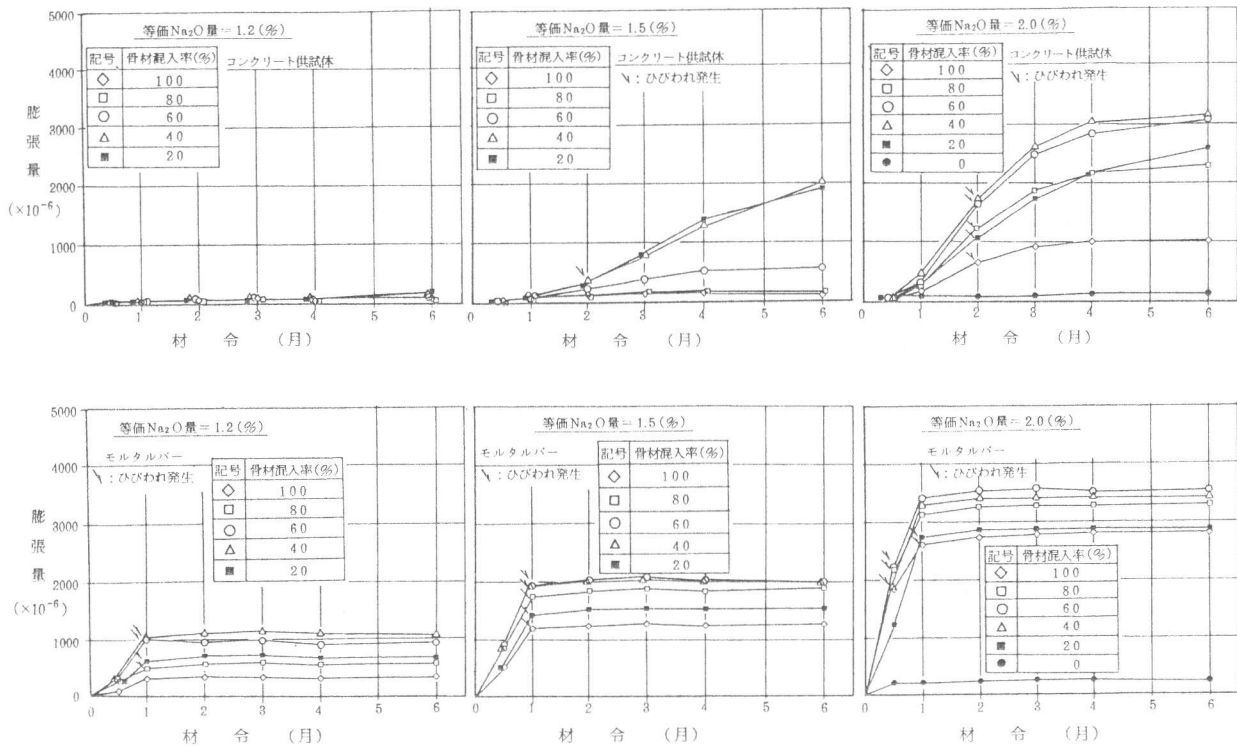 等価Na₂O量=1.2(%)
記号 骨材混入率(%) コンクリート供試体
◇ 100
□ 80
○ 60
△ 40
■ 20
膨張量
(×10⁻⁶)
5000
4000
3000
2000
1000
0
0 1 2 3 4 5 6
材 令 (月)
等価Na₂O量=1.5(%)
記号 骨材混入率(%) コンクリート供試体
:ひびわれ発生
◇ 100
□ 80
○ 60
△ 40
■ 20
0 1 2 3 4 5 6
材 令 (月)
等価Na₂O量=2.0(%)
記号 骨材混入率(%) コンクリート供試体
:ひびわれ発生
◇ 100
□ 80
○ 60
△ 40
■ 20
● 0
0 1 2 3 4 5 6
材 令 (月)
等価Na₂O量=1.2(%)
モルタルバー
:ひびわれ発生
記号 骨材混入率(%)
◇ 100
□ 80
○ 60
△ 40
■ 20
膨張量
(×10⁻⁶)
5000
4000
3000
2000
1000
0
0 1 2 3 4 5 6
材 令 (月)
等価Na₂O量=1.5(%)
モルタルバー
:ひびわれ発生
記号 骨材混入率(%)
◇ 100
□ 80
○ 60
△ 40
■ 20
0 1 2 3 4 5 6
材 令 (月)
等価Na₂O量=2.0(%)
モルタルバー
:ひびわれ発生
記号 骨材混入率(%)
◇ 100
□ 80
○ 60
△ 40
■ 20
● 0
0 1 2 3 4 5 6
材 令 (月)